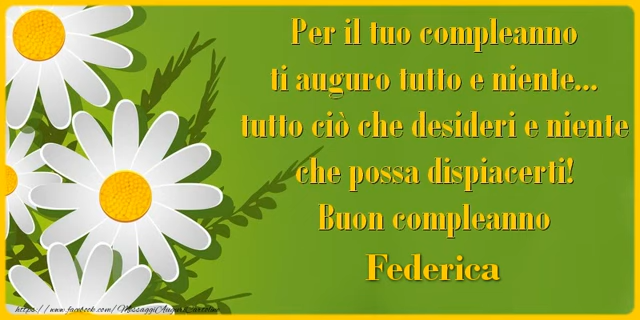 Per il tuo compleanno
ti auguro tutto e niente...
tutto ciò che desideri e niente
che possa dispiacerti!
Buon compleanno
Federica